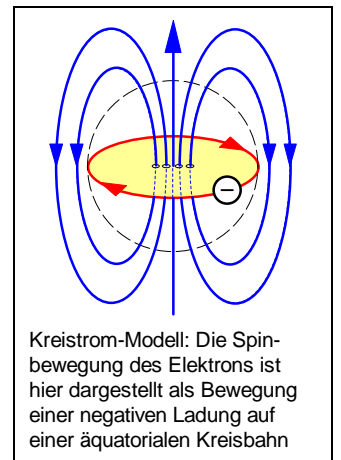 −
Kreistrom-Modell: Die Spin-
bewegung des Elektrons ist
hier dargestellt als Bewegung
einer negativen Ladung auf
einer äquatorialen Kreisbahn